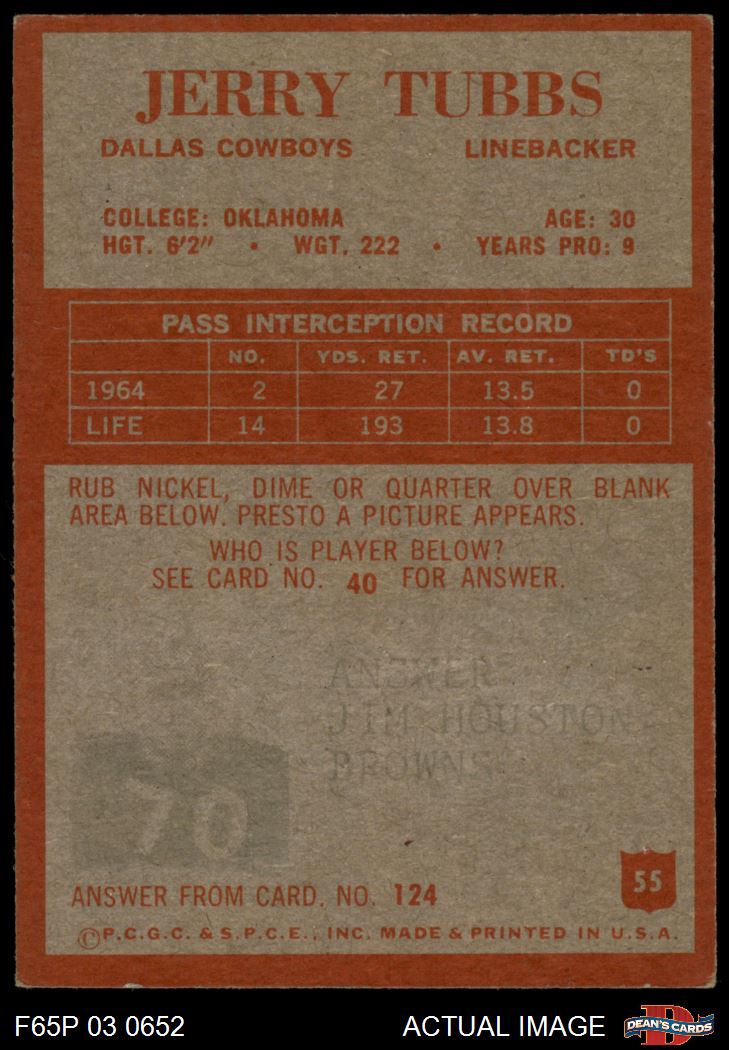 JERRY TUBBS
DALLAS COWBOYS LINEBACKER
COLLEGE: OKLAHOMA AGE: 30
HGT. 6'2" • WGT. 222 • YEARS PRO: 9
PASS INTERCEPTION RECORD
NO. YDS. RET. AV. RET. TD'S
1964 2 27 13.5 0
LIFE 14 193 13.8 0
RUB NICKEL, DIME OR QUARTER OVER BLANK
AREA BELOW. PRESTO A PICTURE APPEARS.
WHO IS PLAYER BELOW?
SEE CARD NO. 40 FOR ANSWER.
ANSWER
JIM HOUSTON
BROWNS
70
ANSWER FROM CARD. NO. 124
55
©P.C.G.C. & S.P.C.E., INC. MADE & PRINTED IN U.S.A.
F65P 03 0652 ACTUAL IMAGE
D
DEAN'S CARDS